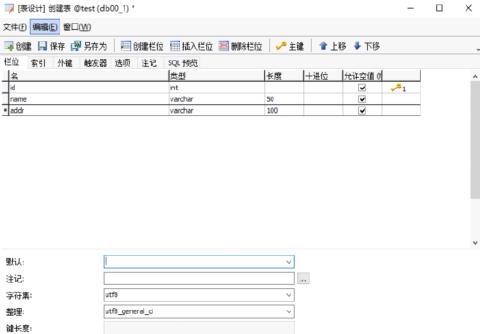 [表设计] 创建表 @test (db00_1) *
文件(F) 编辑(E) 窗口(W)
创建 保存 另存为 创建栏位 插入栏位 删除栏位 主键 上移 下移
栏位 索引 外键 触发器 选项 注记 SQL 预览
名 类型 长度 十进位 允许空值 (
id int 1
name varchar 50
addr varchar 100
默认:
注记: ...
字符集: utf8
整理: utf8_general_ci
键长度: